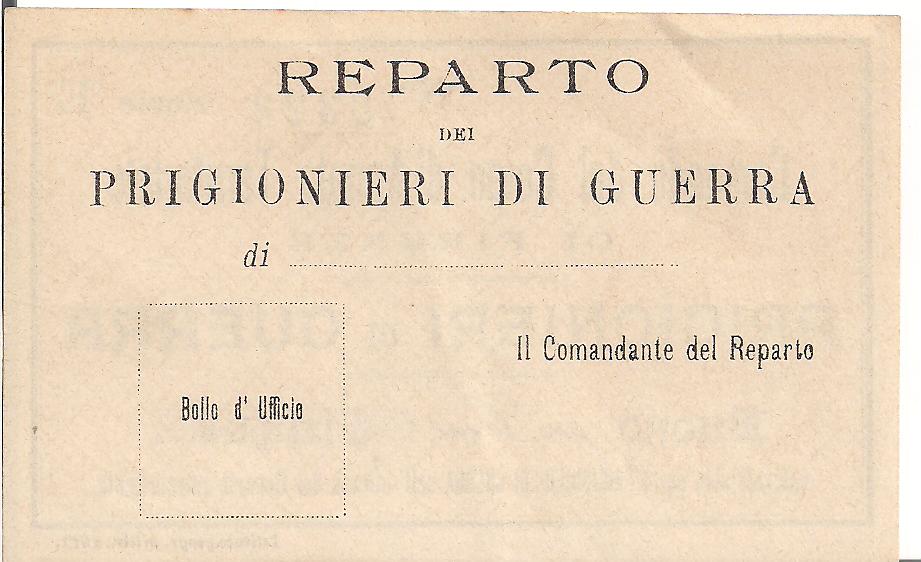 REPARTO
DEI
PRIGIONIERI DI GUERRA
di
Il Comandante del Reparto
Bollo d' Ufficio